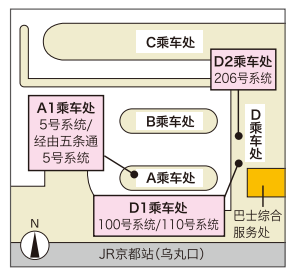 C乘车处
D2乘车处
206号系统
A1乘车处
5号系统/
经由五条通
5号系统
B乘车处
D乘车处
A乘车处
D1乘车处
100号系统/110号系统
巴士综合
服务处
N
JR京都站(乌丸口)